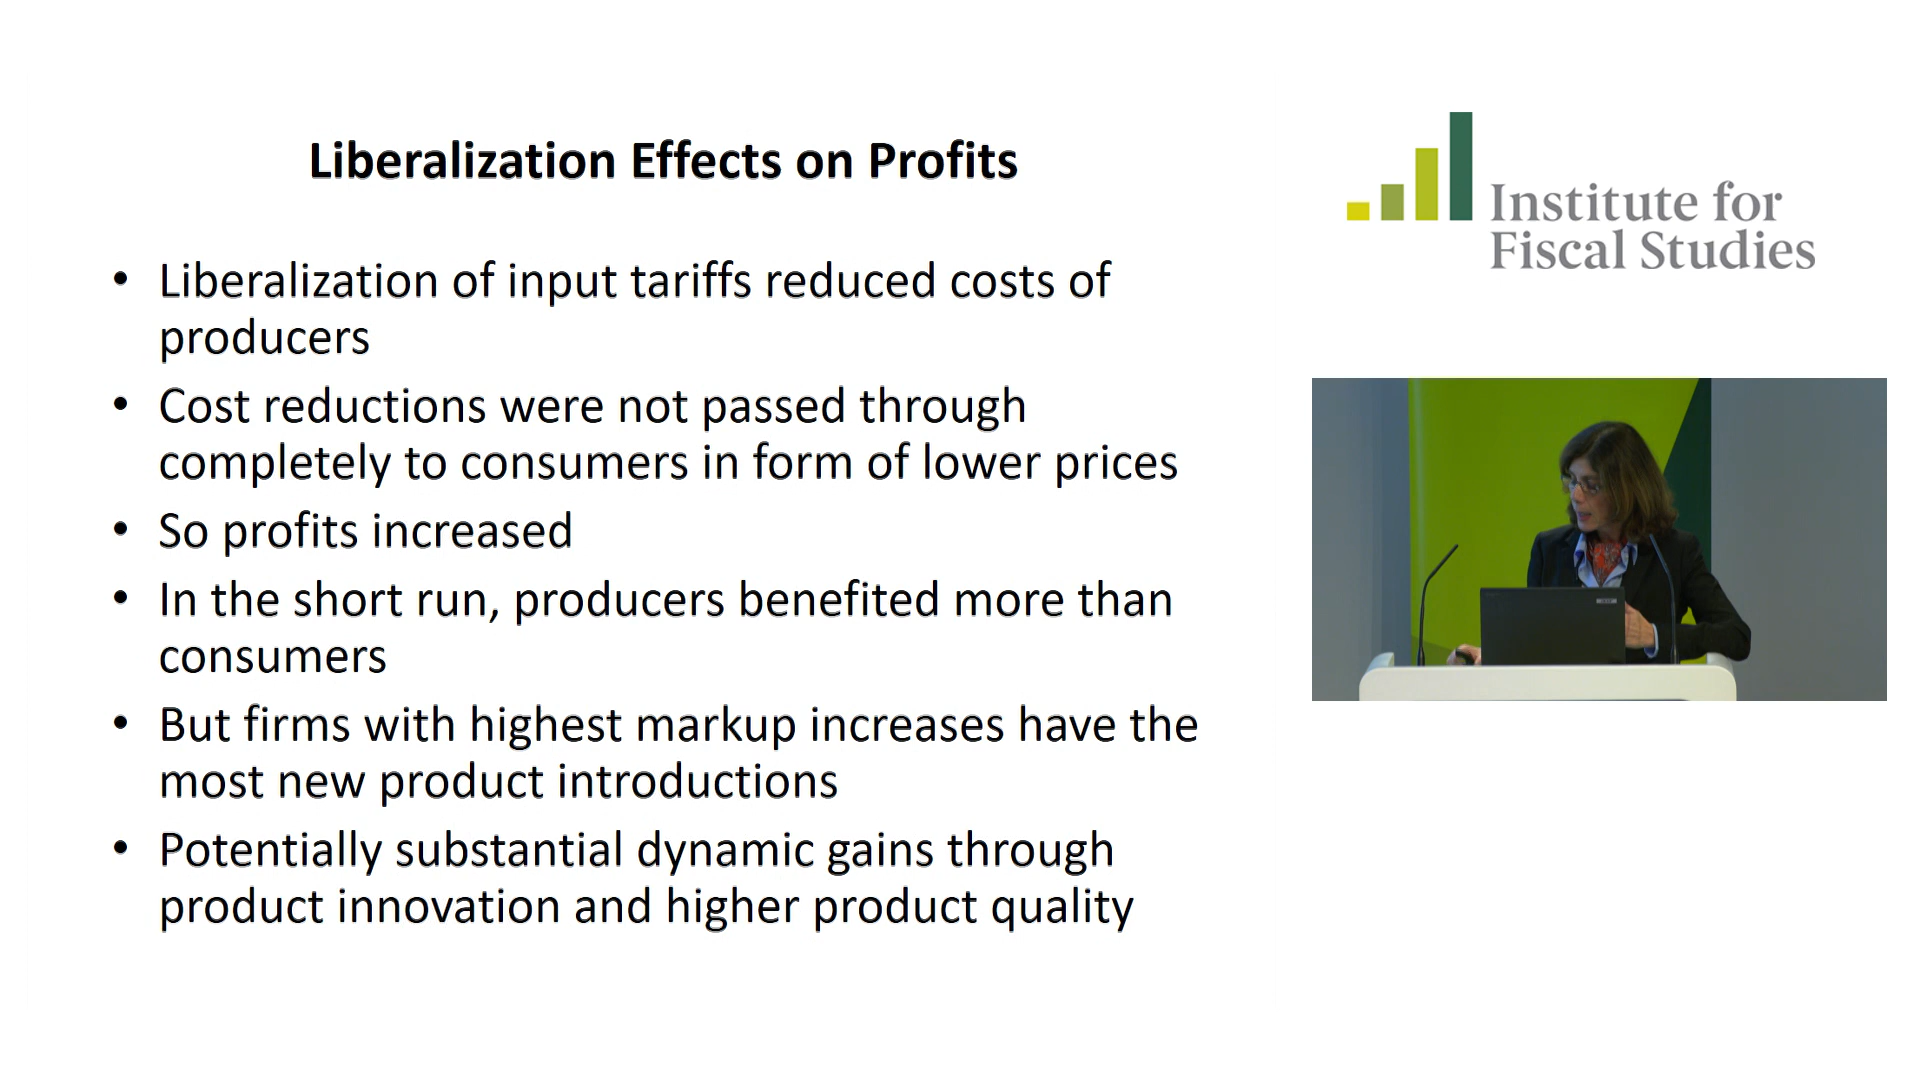 Liberalization Effects on Profits
• Liberalization of input tariffs reduced costs of
producers
• Cost reductions were not passed through
completely to consumers in form of lower prices
• So profits increased
• In the short run, producers benefited more than
consumers
• But firms with highest markup increases have the
most new product introductions
• Potentially substantial dynamic gains through
product innovation and higher product quality
Institute for
Fiscal Studies